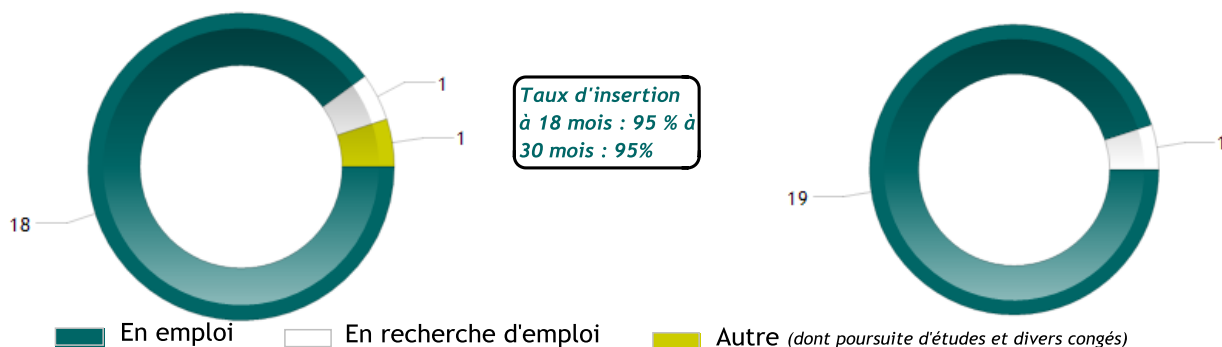 1
1
18
Taux d'insertion
à 18 mois : 95 % à
30 mois : 95%
1
19
En emploi
En recherche d'emploi
Autre (dont poursuite d'études et divers congés)